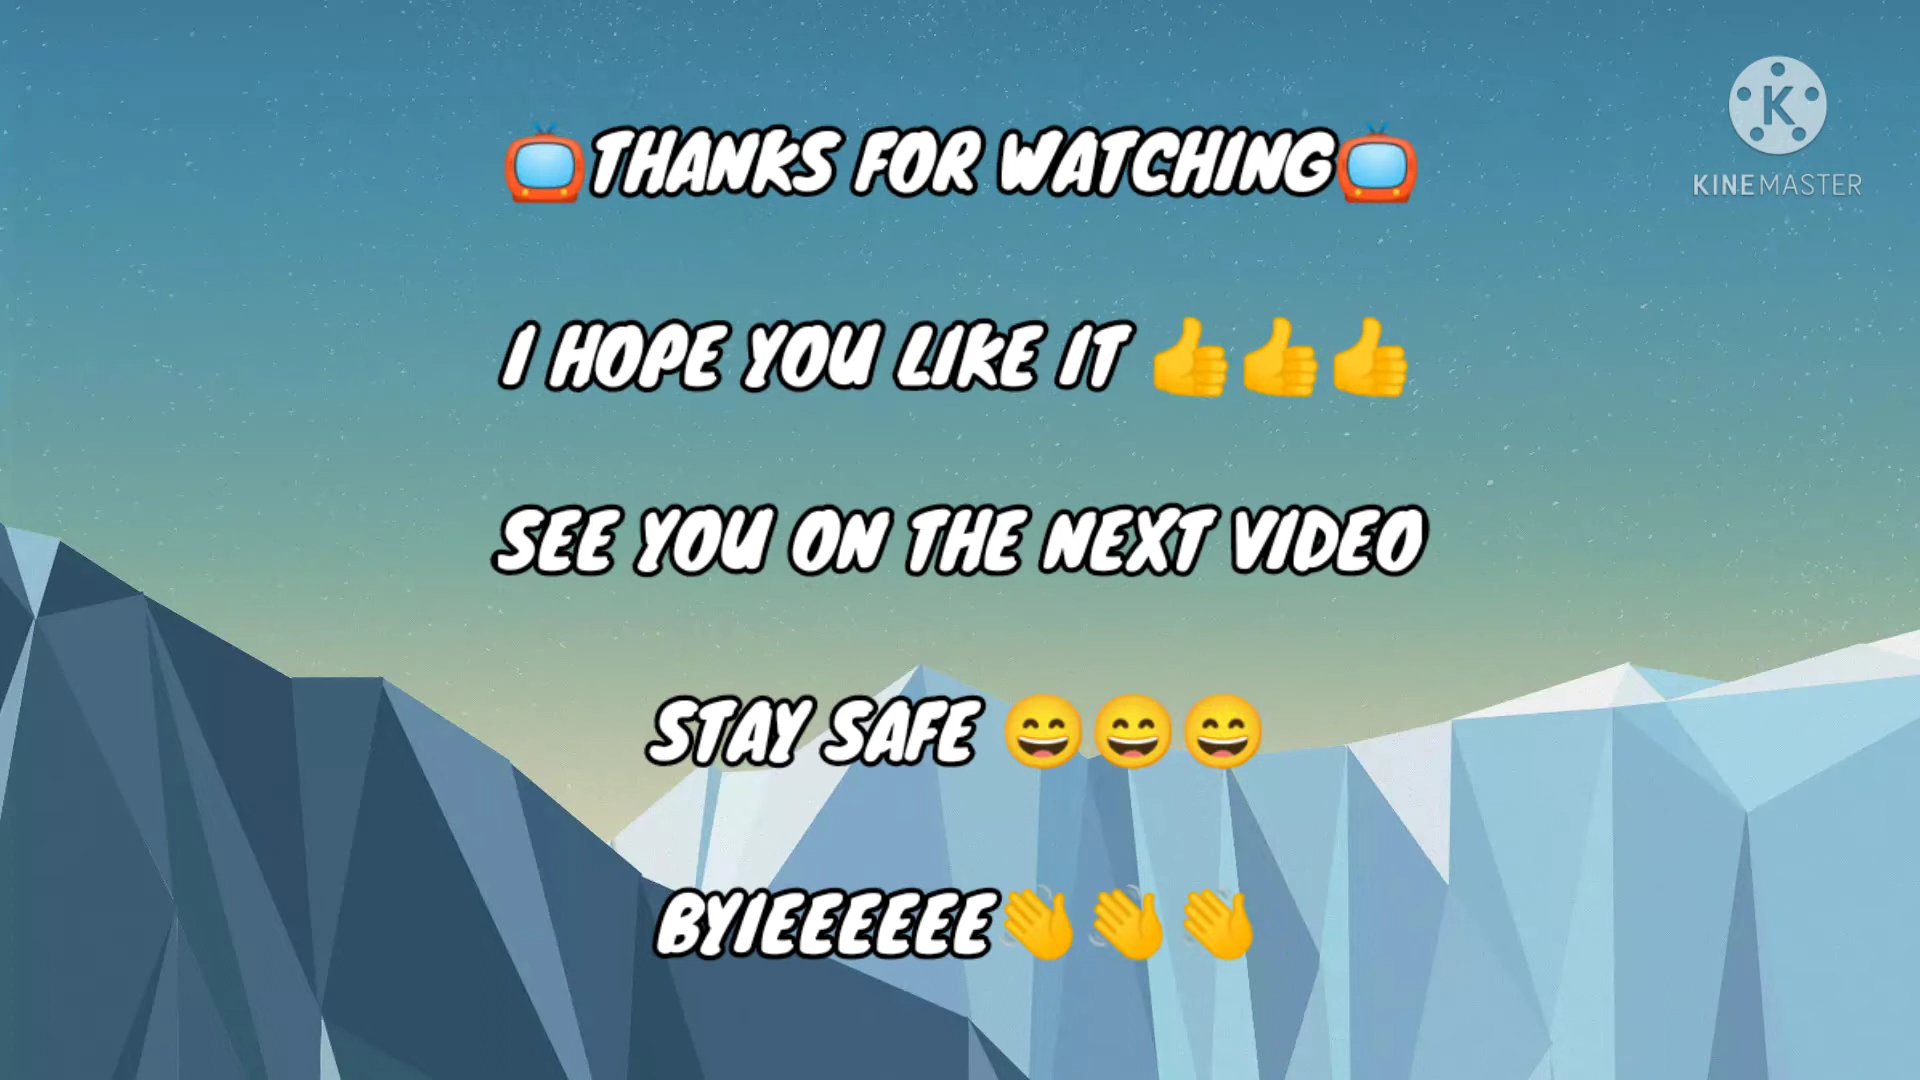 📺THANKS FOR WATCHING📺
K
KINEMASTER
I HOPE YOU LIKE IT 👍👍👍
SEE YOU ON THE NEXT VIDEO
STAY SAFE 😄😄😄
BYIEEEEEE👋👋👋